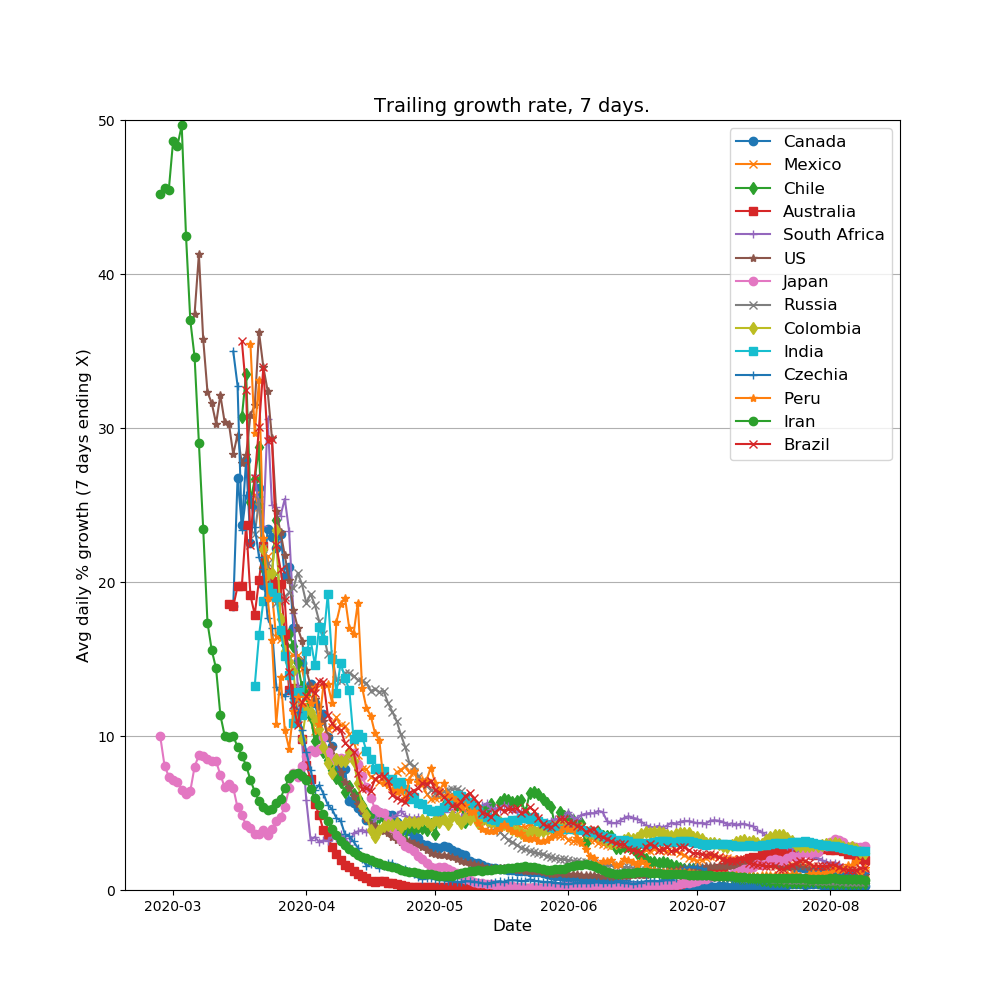 Trailing growth rate, 7 days.
Avg daily % growth (7 days ending X)
50
40
30
20
10
0
Canada
Mexico
Chile
Australia
South Africa
US
Japan
Russia
Colombia
India
Czechia
Peru
Iran
Brazil
2020-03 2020-04 2020-05 2020-06 2020-07 2020-08
Date